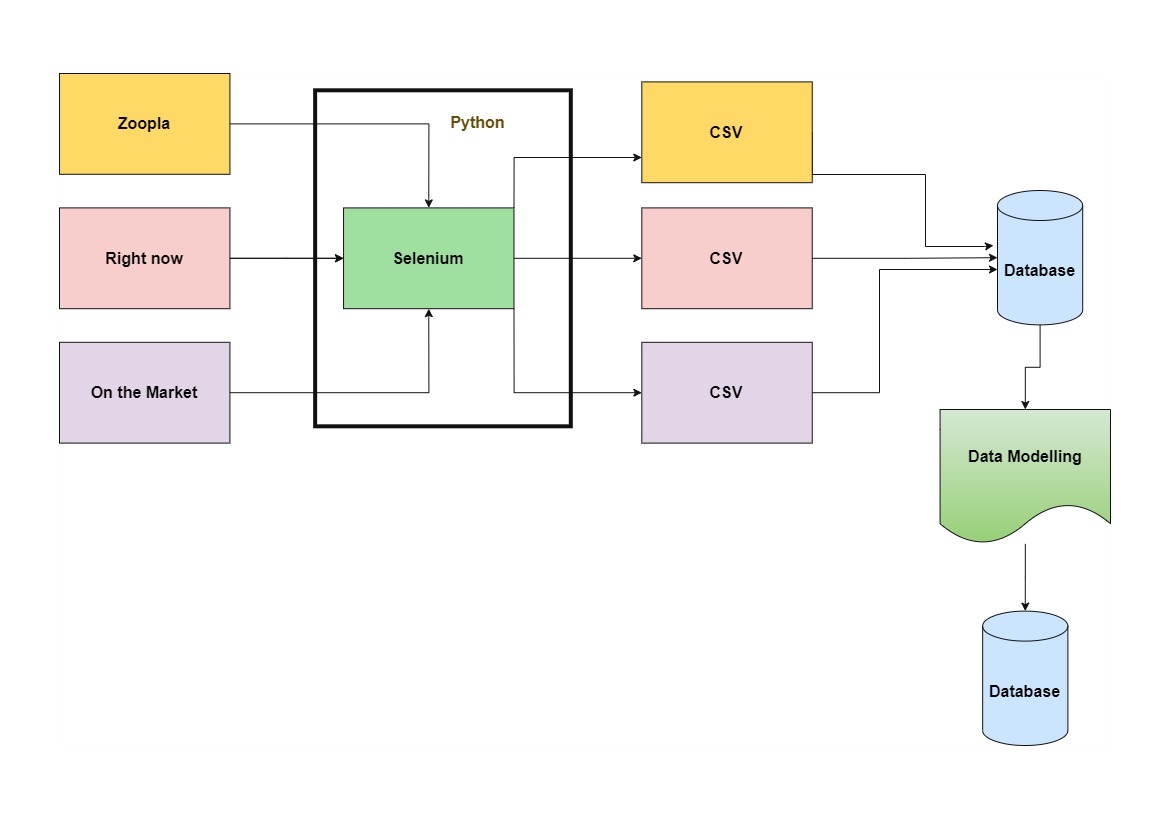 Zoopla
Python
CSV
Right now
Selenium
CSV
Database
On the Market
CSV
Data Modelling
Database